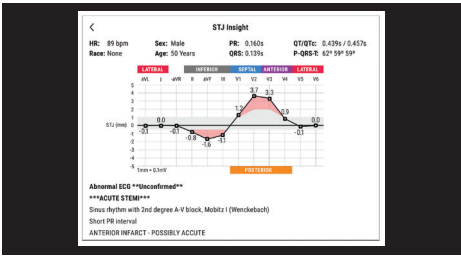 STJ Insight
HR: 89 bpm Sex: Male PR: 0.160s QT/QTc: 0.439s / 0.457s
Race: None Age: 50 Years QRS: 0.139s P-QRS-T: 62° 59° 59°
LATERAL INFERIOR SEPTAL ANTERIOR LATERAL
aVL I -aVR II aVF III V1 V2 V3 V4 V5 V6
5
4
3
2
1
STJ (mm) 0
-1
-2
-3
-4
-5
-0.1 0.0 -0.1 -0.8 -1.6 -1.1 1.2 3.7 3.3 0.9 -0.1 0.0
1mm = 0.1mV
POSTERIOR
Abnormal ECG **Unconfirmed**
***ACUTE STEMI***
Sinus rhythm with 2nd degree A-V block, Mobitz I (Wenckebach)
Short PR interval
ANTERIOR INFARCT - POSSIBLY ACCUTE